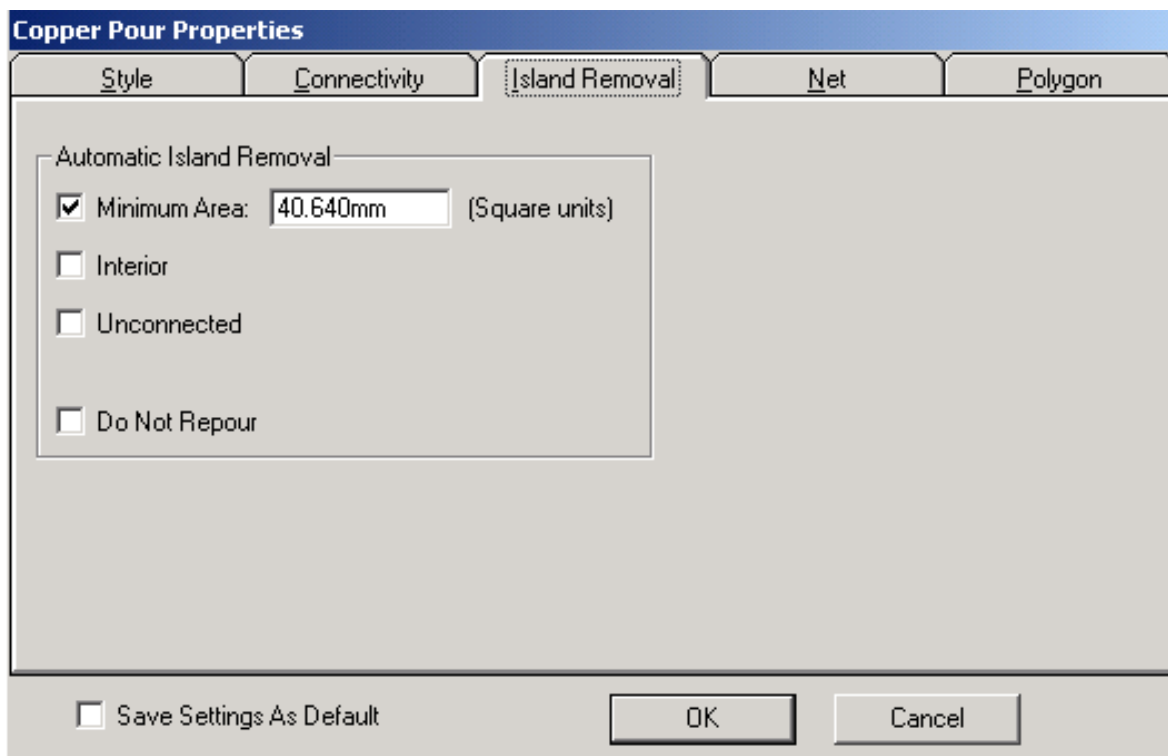 Copper Pour Properties
Style Connectivity Island Removal Net Polygon
Automatic Island Removal
Minimum Area: 40.640mm (Square units)
Interior
Unconnected
Do Not Repour
Save Settings As Default OK Cancel